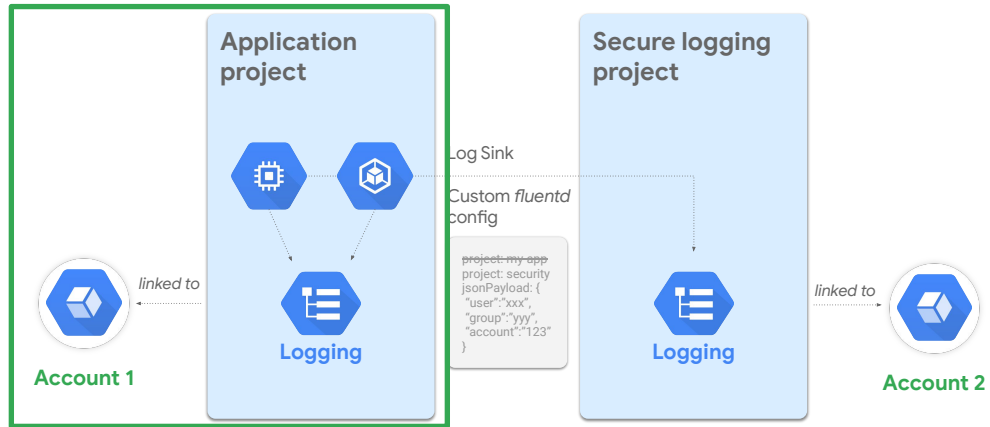 Application
project
Secure logging
project
Log Sink
Custom fluentd
config
project: my-app
project: security
jsonPayload: {
"user":"xxx",
"group":"yyy",
"account":"123"
}
linked to
Logging
Account 1
Logging
linked to
Account 2